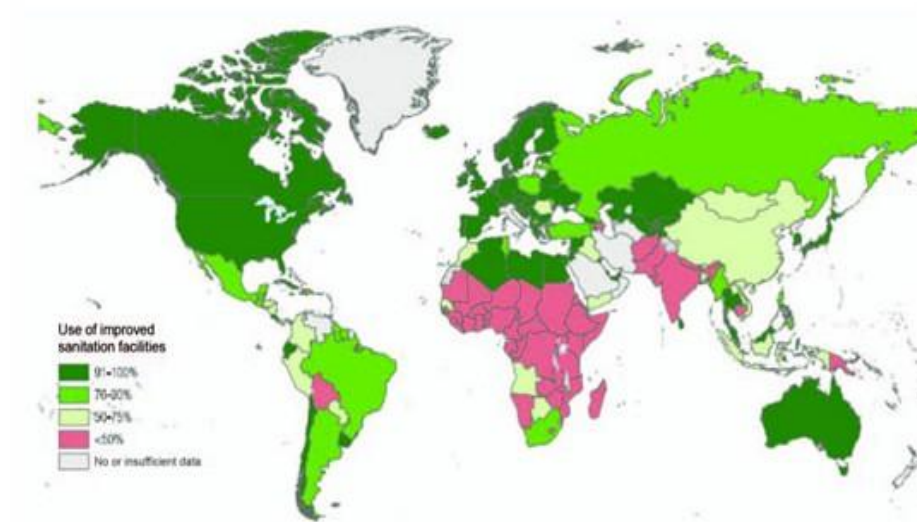 Use of improved
sanitation facilities
91-100%
76-90%
50-75%
<50%
No or insufficient data